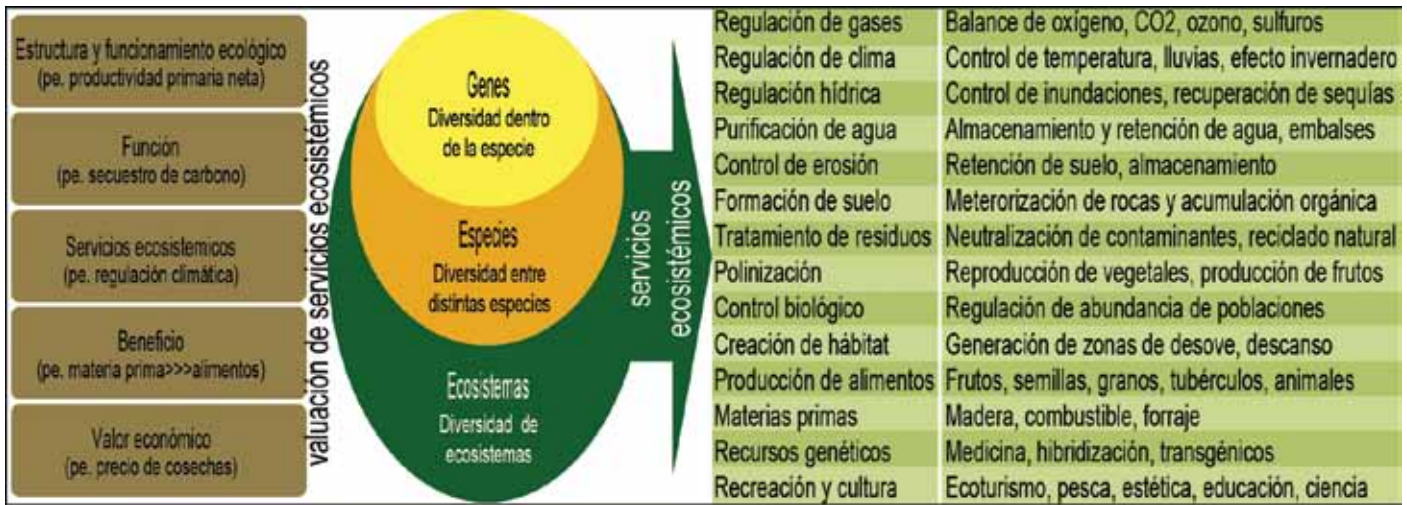 Estructura y funcionamiento ecológico
(pe. productividad primaria neta)
Función
(pe. secuestro de carbono)
Servicios ecosistemicos
(pe. regulación climática)
Beneficio
(pe. materia prima>>>alimentos)
Valor económico
(pe. precio de cosechas)
valuación de servicios ecosistémicos
Genes
Diversidad dentro
de la especie
Especies
Diversidad entre
distintas especies
Ecosistemas
Diversidad de
ecosistemas
servicios
ecosistémicos
Regulación de gases Balance de oxígeno, CO2, ozono, sulfuros
Regulación de clima Control de temperatura, lluvias, efecto invernadero
Regulación hídrica Control de inundaciones, recuperación de sequías
Purificación de agua Almacenamiento y retención de agua, embalses
Control de erosión Retención de suelo, almacenamiento
Formación de suelo Meterorización de rocas y acumulación orgánica
Tratamiento de residuos Neutralización de contaminantes, reciclado natural
Polinización Reproducción de vegetales, producción de frutos
Control biológico Regulación de abundancia de poblaciones
Creación de hábitat Generación de zonas de desove, descanso
Producción de alimentos Frutos, semillas, granos, tubérculos, animales
Materias primas Madera, combustible, forraje
Recursos genéticos Medicina, hibridización, transgénicos
Recreación y cultura Ecoturismo, pesca, estética, educación, ciencia